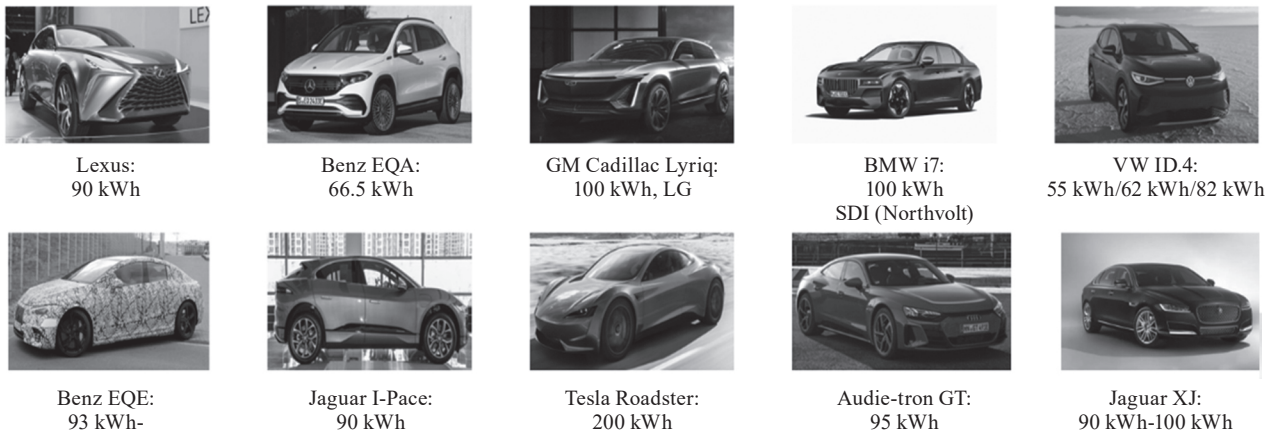 LEX
Lexus:
90 kWh
Benz EQA:
66.5 kWh
GM Cadillac Lyriq:
100 kWh, LG
BMW i7:
100 kWh
SDI (Northvolt)
VW ID.4:
55 kWh/62 kWh/82 kWh
Benz EQE:
93 kWh-
Jaguar I-Pace:
90 kWh
Tesla Roadster:
200 kWh
Audie-tron GT:
95 kWh
Jaguar XJ:
90 kWh-100 kWh